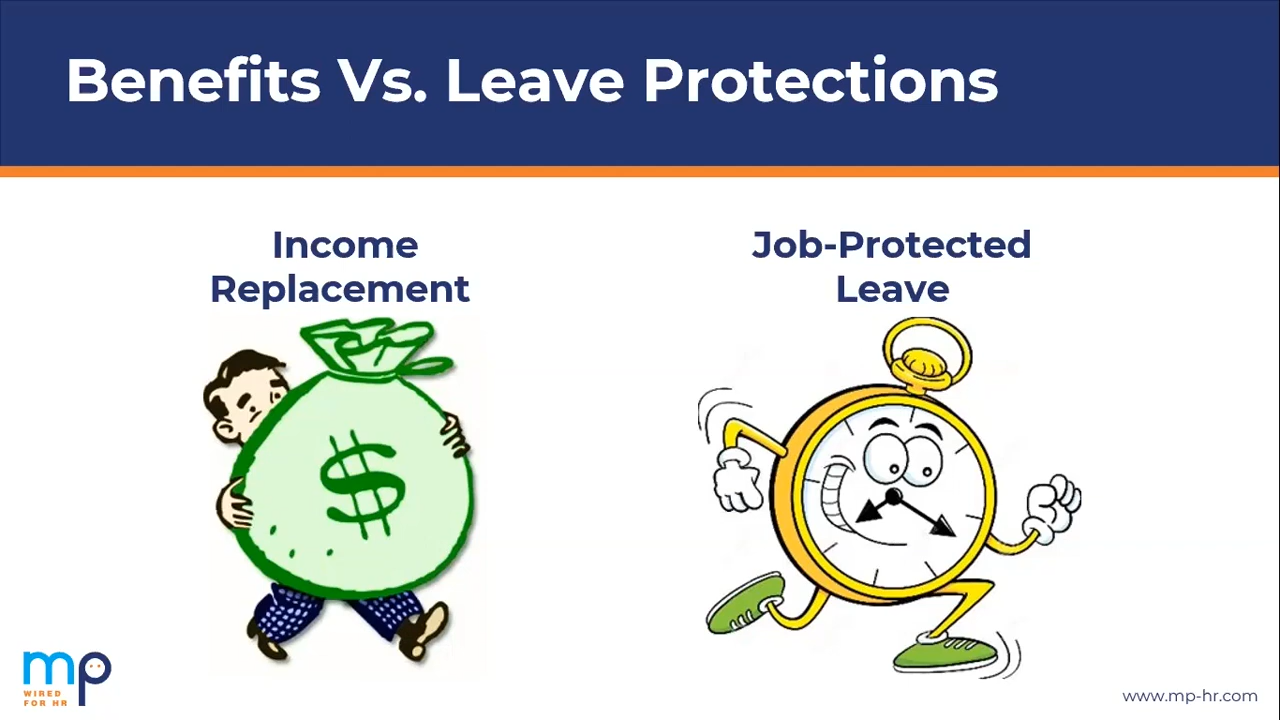 Benefits Vs. Leave Protections
Income
Replacement
Job-Protected
Leave
$
mp
WIRED
FOR HR
www.mp-hr.com